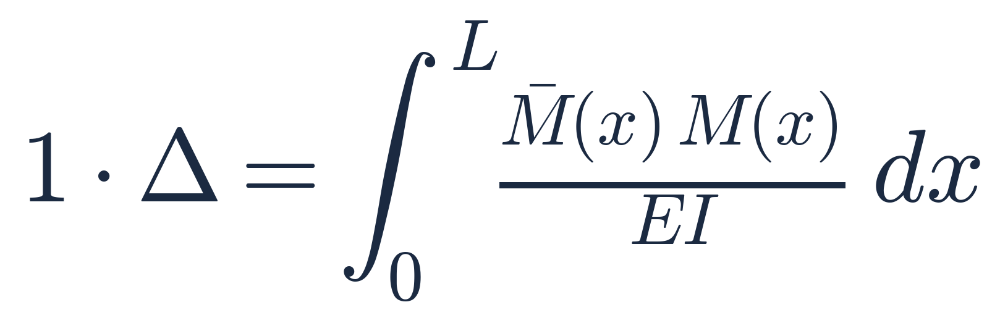 1 · Δ = ∫₀ᴸ M̄(x) M(x) / EI dx